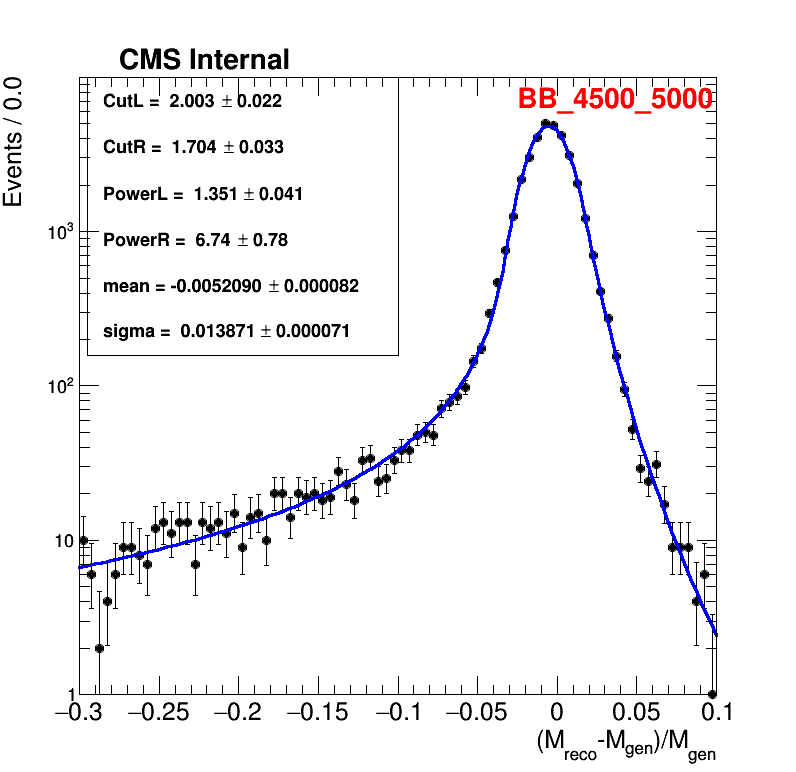 CMS Internal
BB_4500_5000
CutL = 2.003 ± 0.022
CutR = 1.704 ± 0.033
PowerL = 1.351 ± 0.041
PowerR = 6.74 ± 0.78
mean = -0.0052090 ± 0.000082
sigma = 0.013871 ± 0.000071
Events / 0.0
10³
10²
10
1
−0.3 −0.25 −0.2 −0.15 −0.1 −0.05 0 0.05 0.1
(M_reco-M_gen)/M_gen